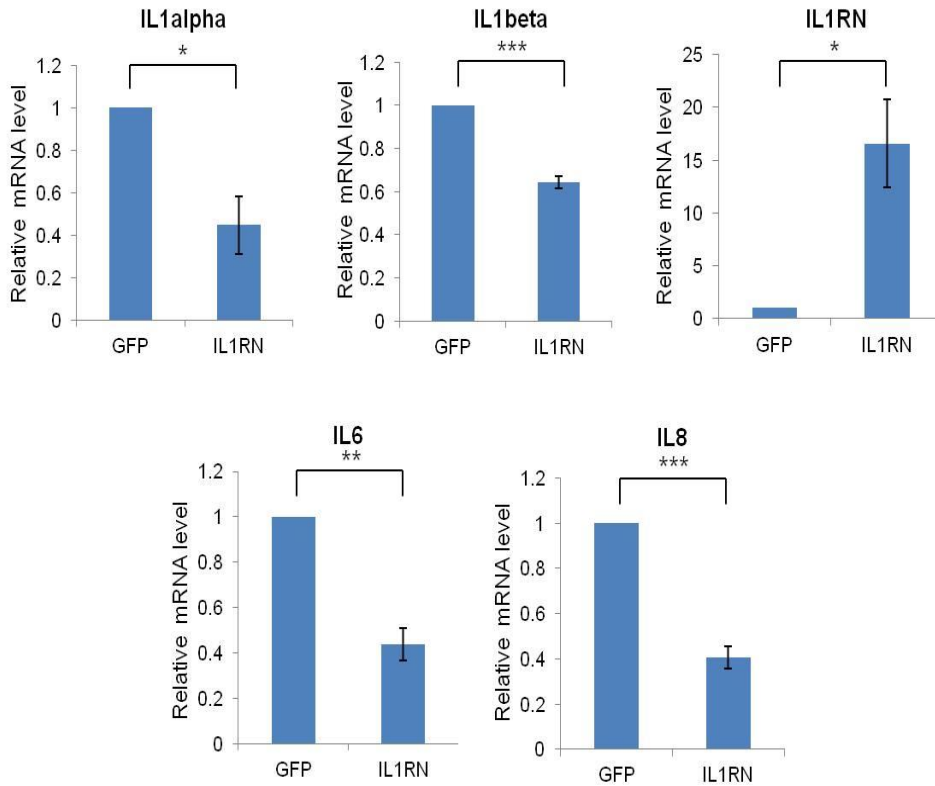 IL1alpha
*
Relative mRNA level
1.2
1
0.8
0.6
0.4
0.2
0
GFP IL1RN
IL1beta
***
Relative mRNA level
1.2
1
0.8
0.6
0.4
0.2
0
GFP IL1RN
IL1RN
*
Relative mRNA level
25
20
15
10
5
0
GFP IL1RN
IL6
**
Relative mRNA level
1.2
1
0.8
0.6
0.4
0.2
0
GFP IL1RN
IL8
***
Relative mRNA level
1.2
1
0.8
0.6
0.4
0.2
0
GFP IL1RN